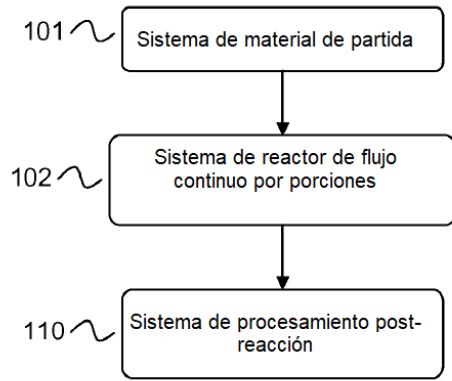 101
Sistema de material de partida
102
Sistema de reactor de flujo
continuo por porciones
110
Sistema de procesamiento post-
reacción